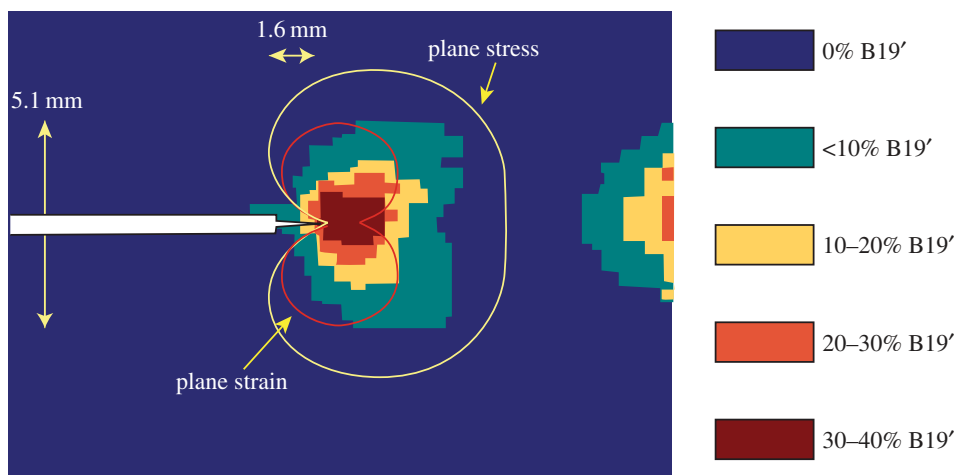 1.6 mm
plane stress
5.1 mm
plane strain
0% B19′
<10% B19′
10–20% B19′
20–30% B19′
30–40% B19′